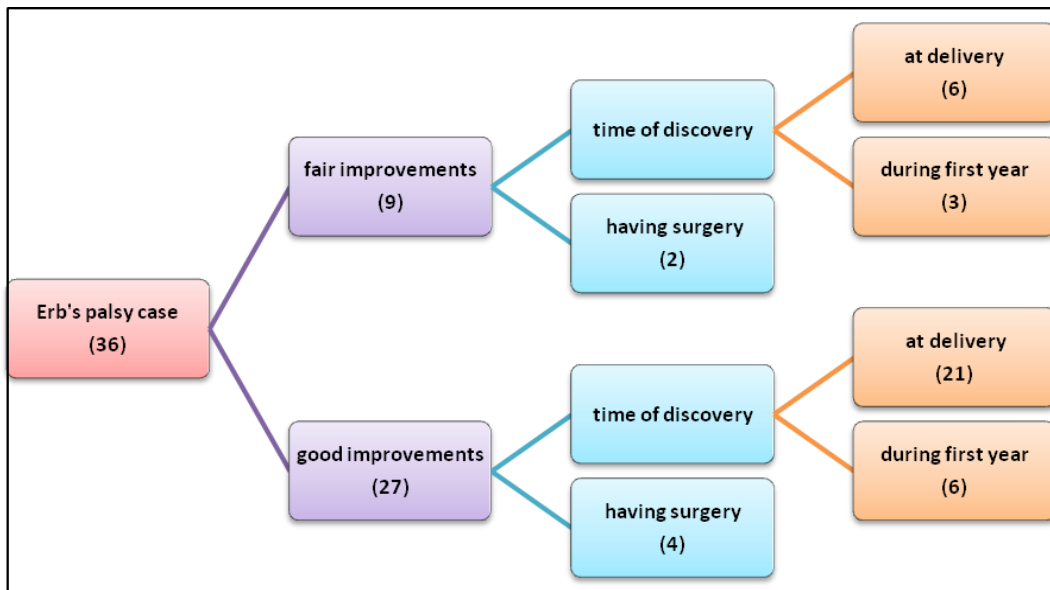 Erb's palsy case
(36)
fair improvements
(9)
time of discovery
at delivery
(6)
during first year
(3)
having surgery
(2)
good improvements
(27)
time of discovery
at delivery
(21)
during first year
(6)
having surgery
(4)